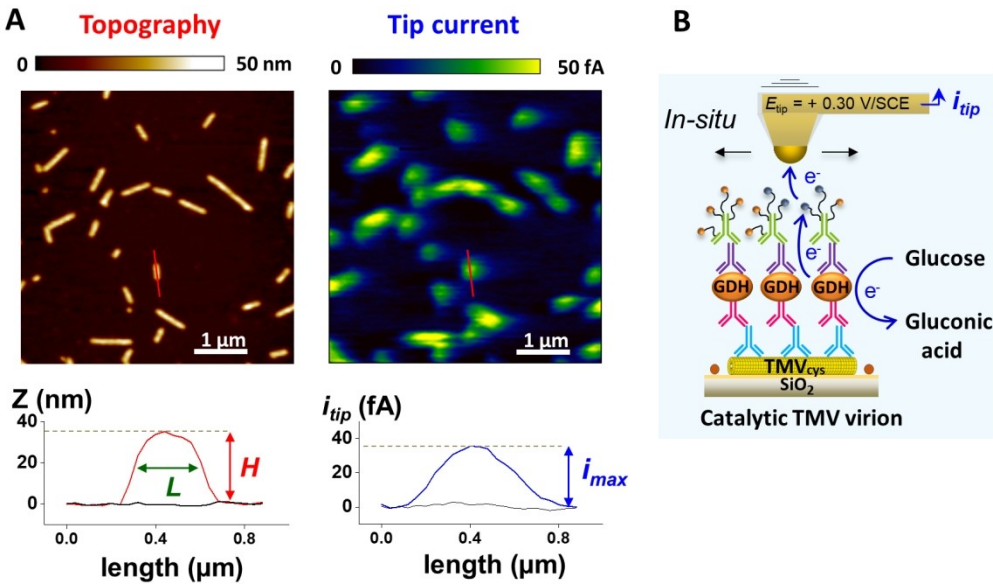 A
Topography
Tip current
0 50 nm
0 50 fA
1 µm
1 µm
Z (nm)
40
20
0
H
L
0.0 0.4 0.8
length (µm)
i_tip (fA)
40
20
0
i_max
0.0 0.4 0.8
length (µm)
B
E_tip = + 0.30 V/SCE
i_tip
In-situ
e-
e-
Glucose
GDH GDH GDH
e-
Gluconic
acid
TMVcys
SiO₂
Catalytic TMV virion